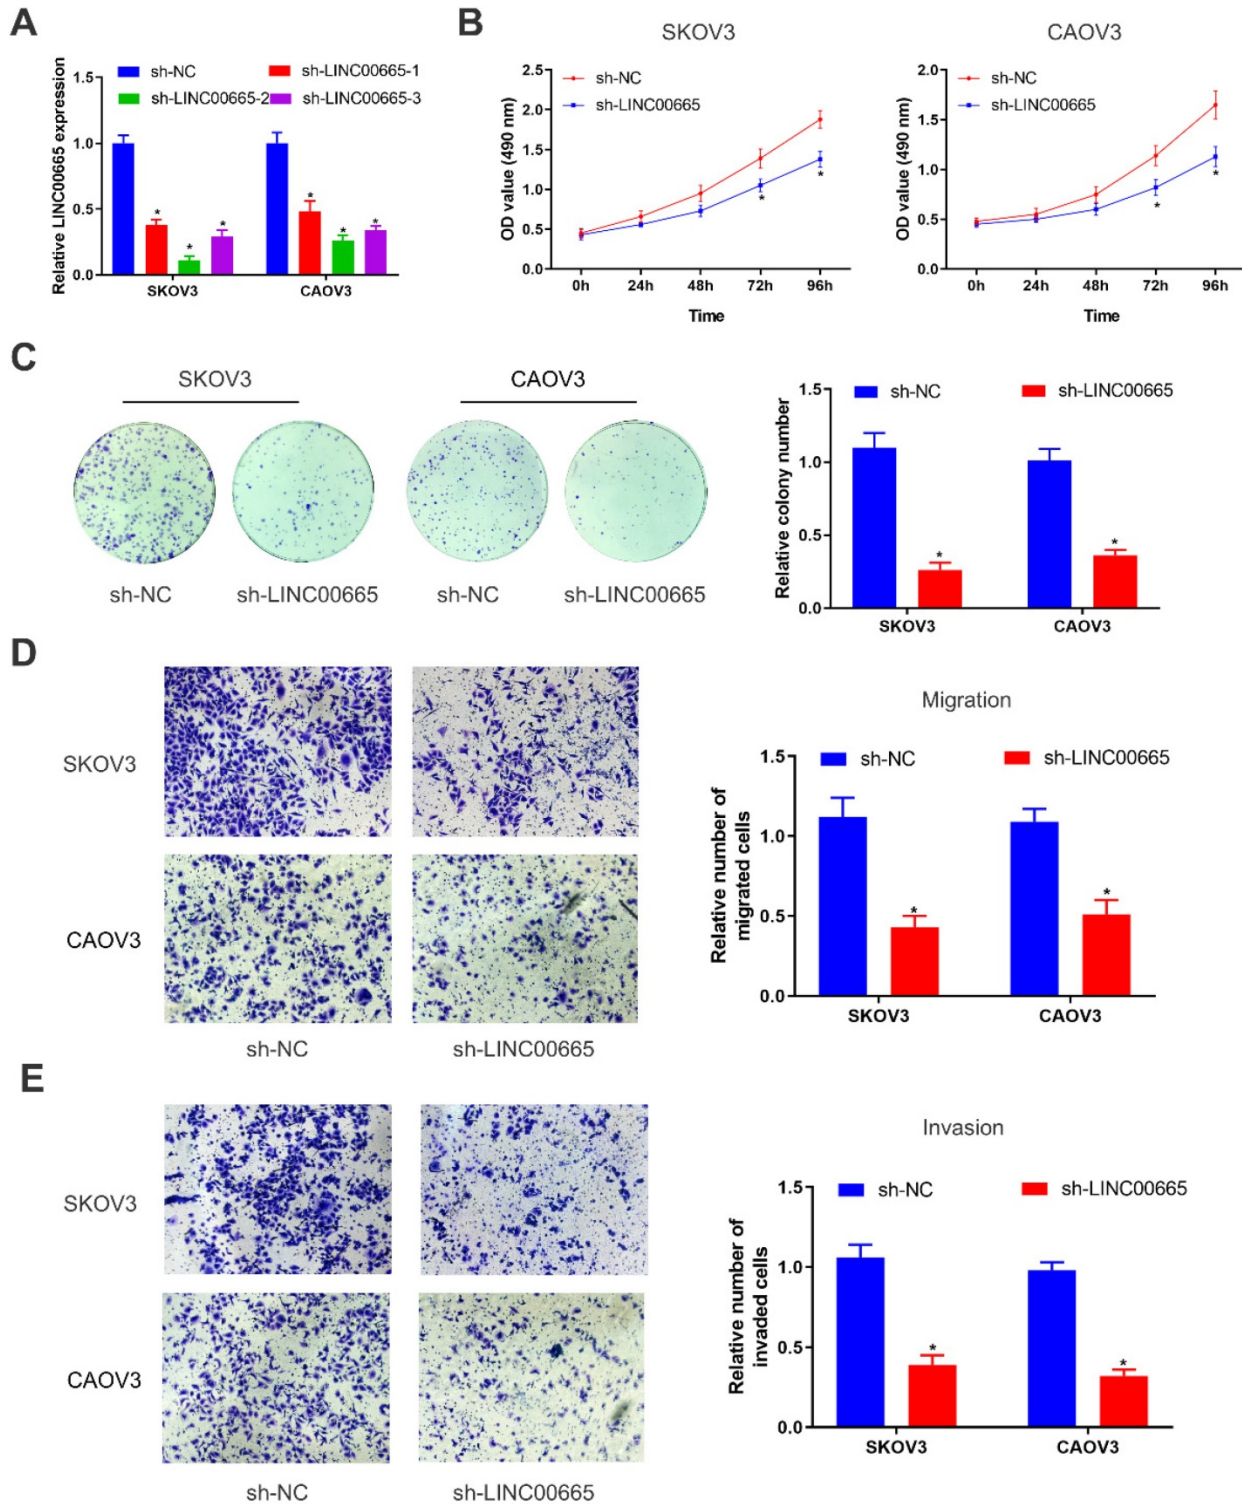 A
Relative LINC00665 expression
1.5
1.0
0.5
0.0
sh-NC
sh-LINC00665-1
sh-LINC00665-2
sh-LINC00665-3
*
*
*
*
*
*
SKOV3
CAOV3
B
SKOV3
OD value (490 nm)
2.5
2.0
1.5
1.0
0.5
0.0
sh-NC
sh-LINC00665
*
*
0h 24h 48h 72h 96h
Time
CAOV3
OD value (490 nm)
2.0
1.5
1.0
0.5
0.0
sh-NC
sh-LINC00665
*
*
0h 24h 48h 72h 96h
Time
C
SKOV3
CAOV3
sh-NC
sh-LINC00665
sh-NC
sh-LINC00665
Relative colony number
1.5
1.0
0.5
0.0
sh-NC
sh-LINC00665
*
*
SKOV3
CAOV3
D
SKOV3
CAOV3
sh-NC
sh-LINC00665
Migration
Relative number of
migrated cells
1.5
1.0
0.5
0.0
sh-NC
sh-LINC00665
*
*
SKOV3
CAOV3
E
SKOV3
CAOV3
sh-NC
sh-LINC00665
Invasion
Relative number of
invaded cells
1.5
1.0
0.5
0.0
sh-NC
sh-LINC00665
*
*
SKOV3
CAOV3